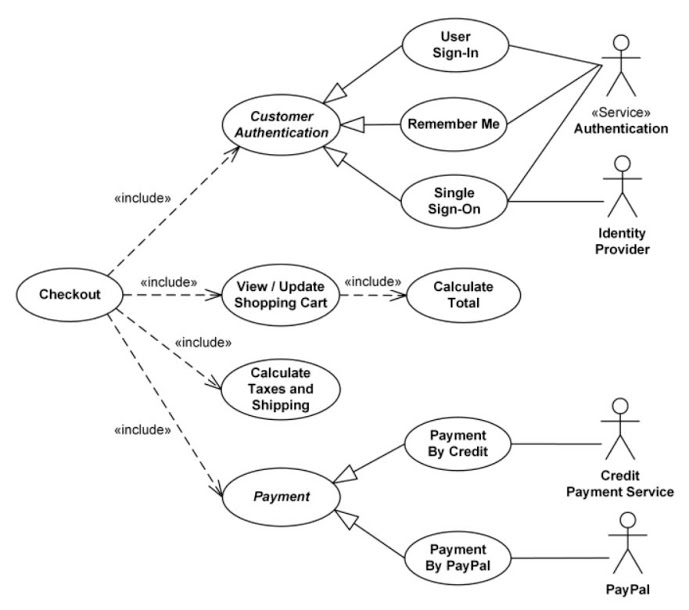 User
Sign-In
Customer
Authentication
Remember Me
«Service»
Authentication
Single
Sign-On
Identity
Provider
«include»
Checkout
«include»
View / Update
Shopping Cart
«include»
Calculate
Total
«include»
Calculate
Taxes and
Shipping
«include»
Payment
By Credit
Credit
Payment Service
Payment
Payment
By PayPal
PayPal